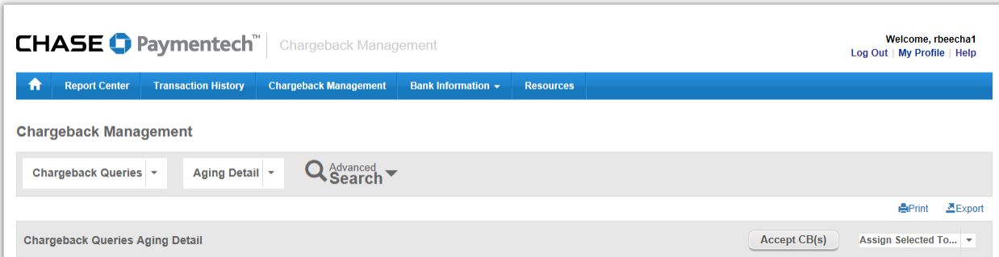 CHASE Paymentech™ Chargeback Management
Welcome, rbeecha1
Log Out | My Profile | Help
Report Center Transaction History Chargeback Management Bank Information Resources
Chargeback Management
Chargeback Queries Aging Detail Advanced Search
Print Export
Chargeback Queries Aging Detail Accept CB(s) Assign Selected To...